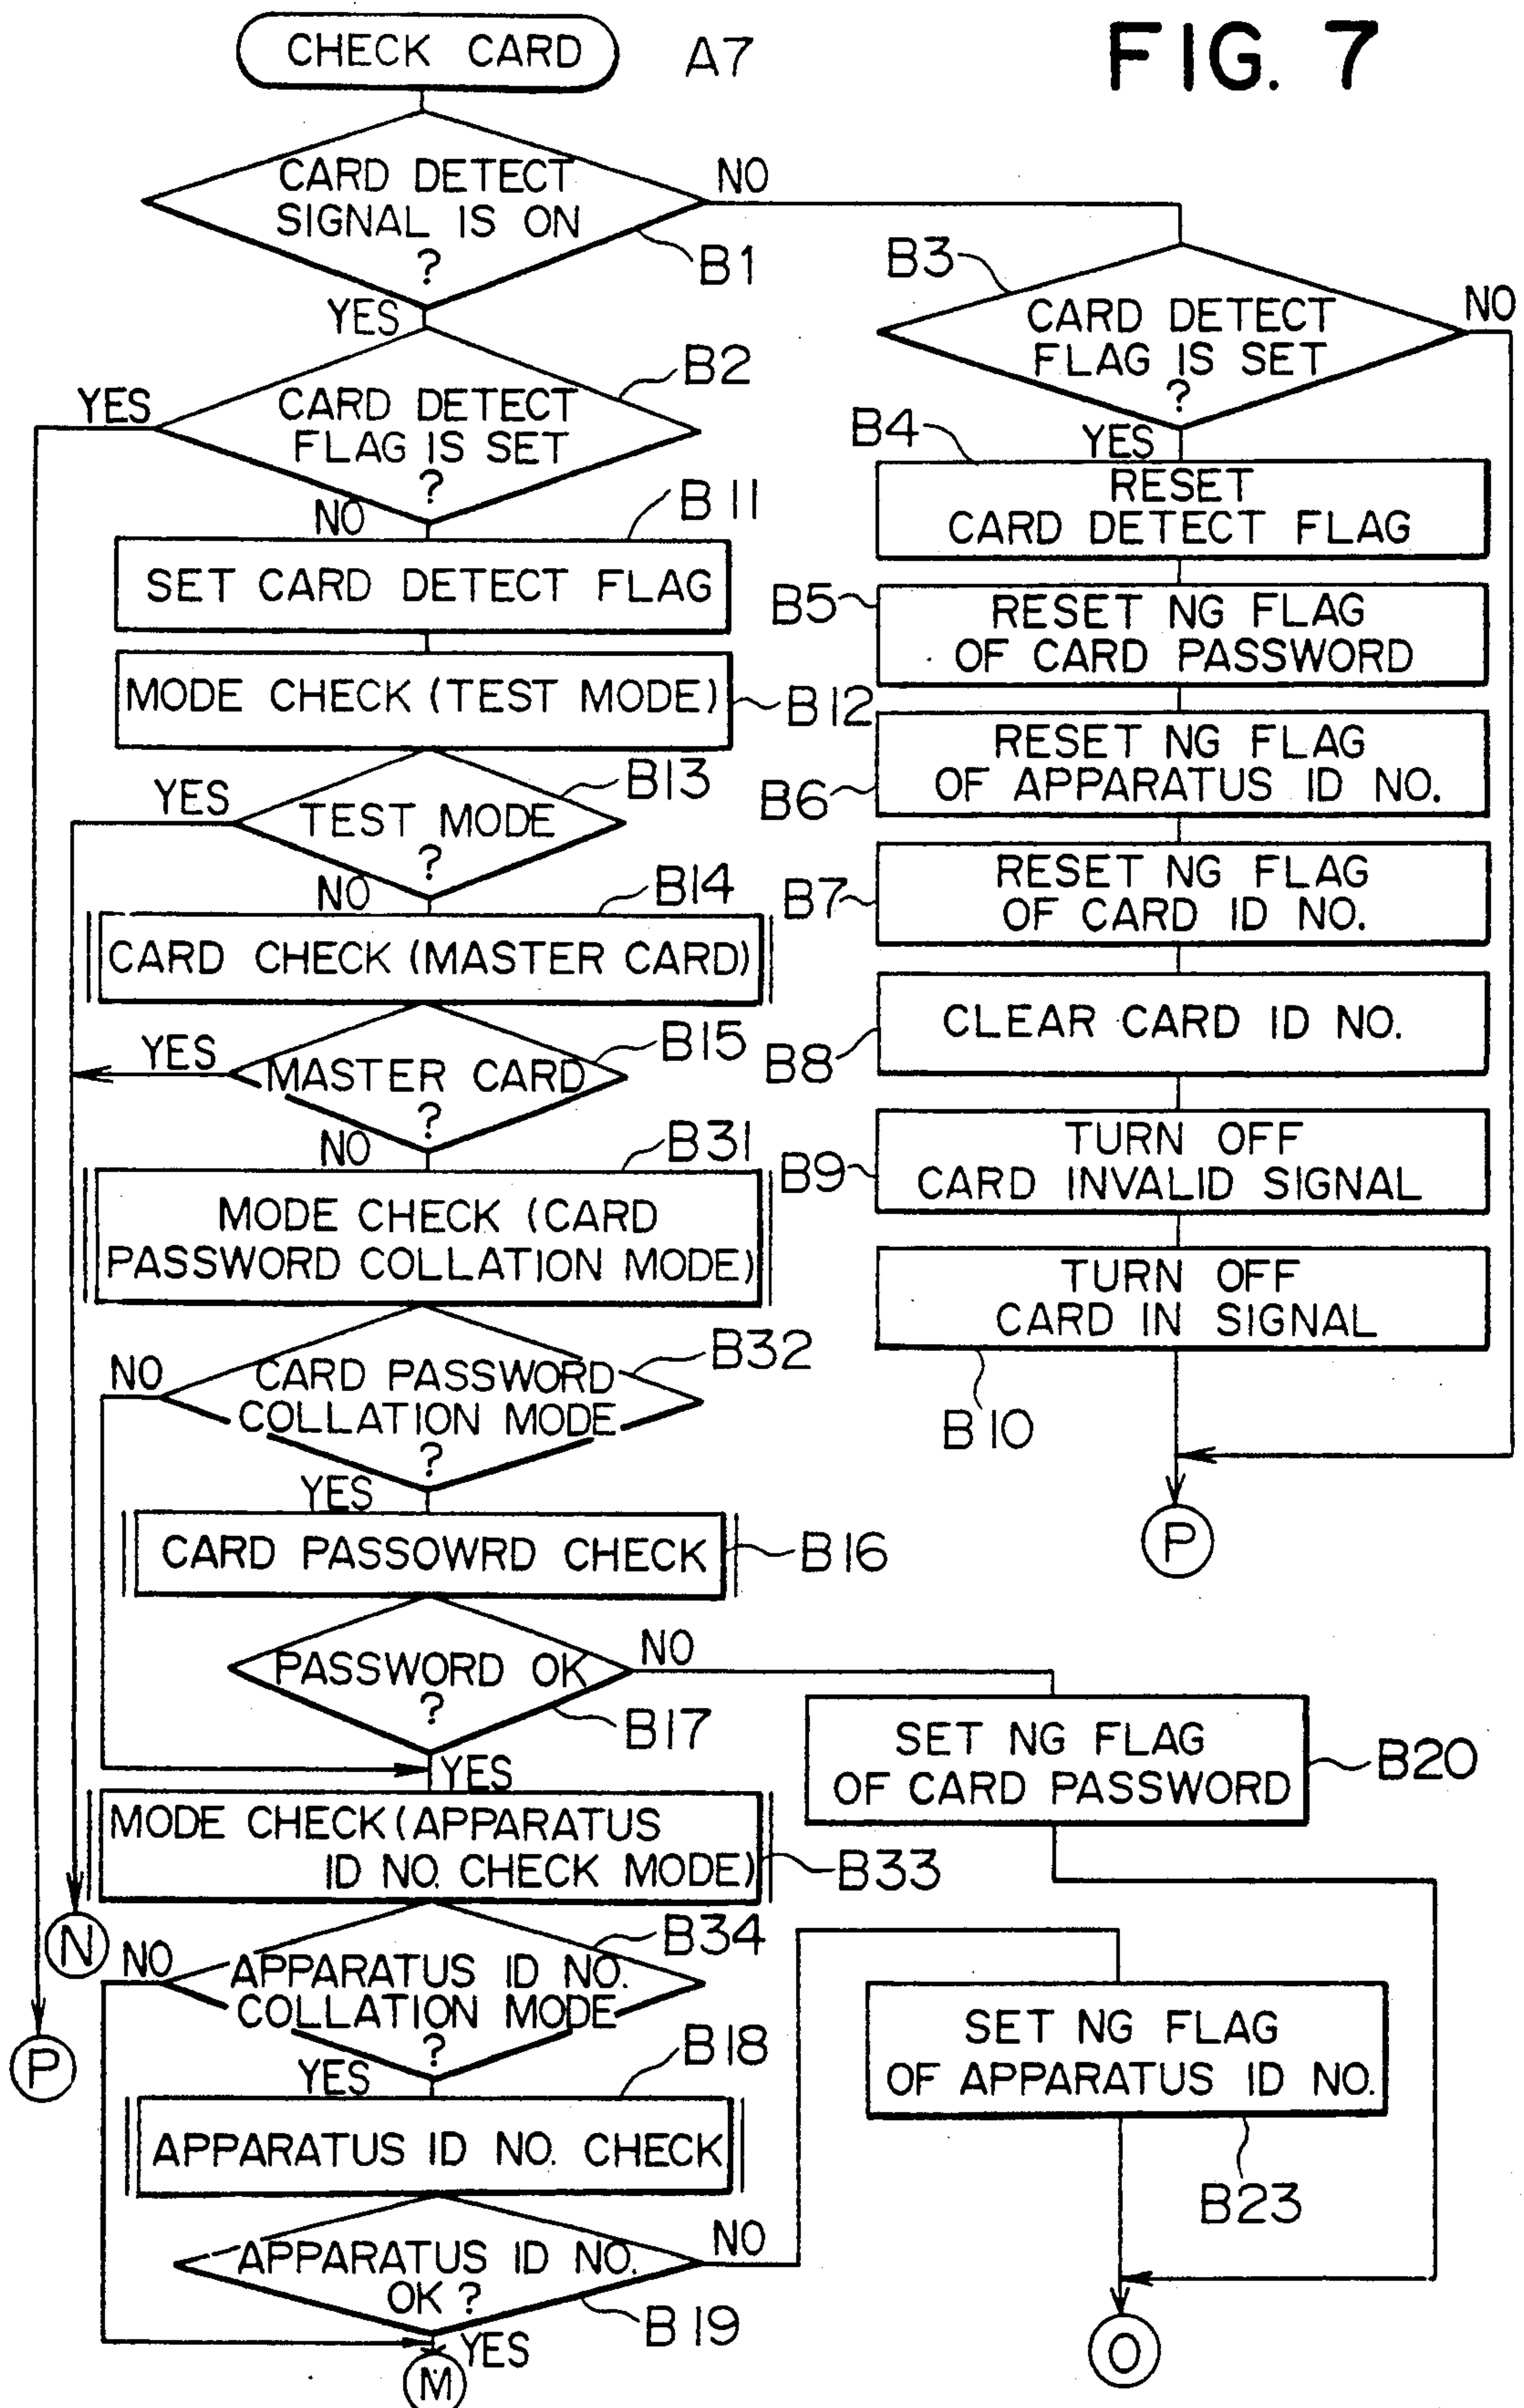 FIG. 7
CHECK CARD
A7
CARD DETECT
SIGNAL IS ON
?
B1
NO
YES
CARD DETECT
FLAG IS SET
?
B2
YES
NO
B11
SET CARD DETECT FLAG
MODE CHECK (TEST MODE)
B12
TEST MODE
?
B13
YES
NO
B14
CARD CHECK (MASTER CARD)
MASTER CARD
?
B15
YES
NO
B31
MODE CHECK (CARD
PASSWORD COLLATION MODE)
CARD PASSWORD
COLLATION MODE
?
B32
NO
YES
CARD PASSOWRD CHECK
B16
PASSWORD OK
?
B17
NO
YES
MODE CHECK (APPARATUS
ID NO. CHECK MODE)
B33
N
APPARATUS ID NO.
COLLATION MODE
?
B34
NO
YES
P
B18
APPARATUS ID NO. CHECK
APPARATUS ID NO.
OK ?
B19
NO
YES
M
B3
CARD DETECT
FLAG IS SET
?
NO
YES
B4
RESET
CARD DETECT FLAG
B5
RESET NG FLAG
OF CARD PASSWORD
B6
RESET NG FLAG
OF APPARATUS ID NO.
B7
RESET NG FLAG
OF CARD ID NO.
B8
CLEAR CARD ID NO.
B9
TURN OFF
CARD INVALID SIGNAL
TURN OFF
CARD IN SIGNAL
B10
P
SET NG FLAG
OF CARD PASSWORD
B20
SET NG FLAG
OF APPARATUS ID NO.
B23
O